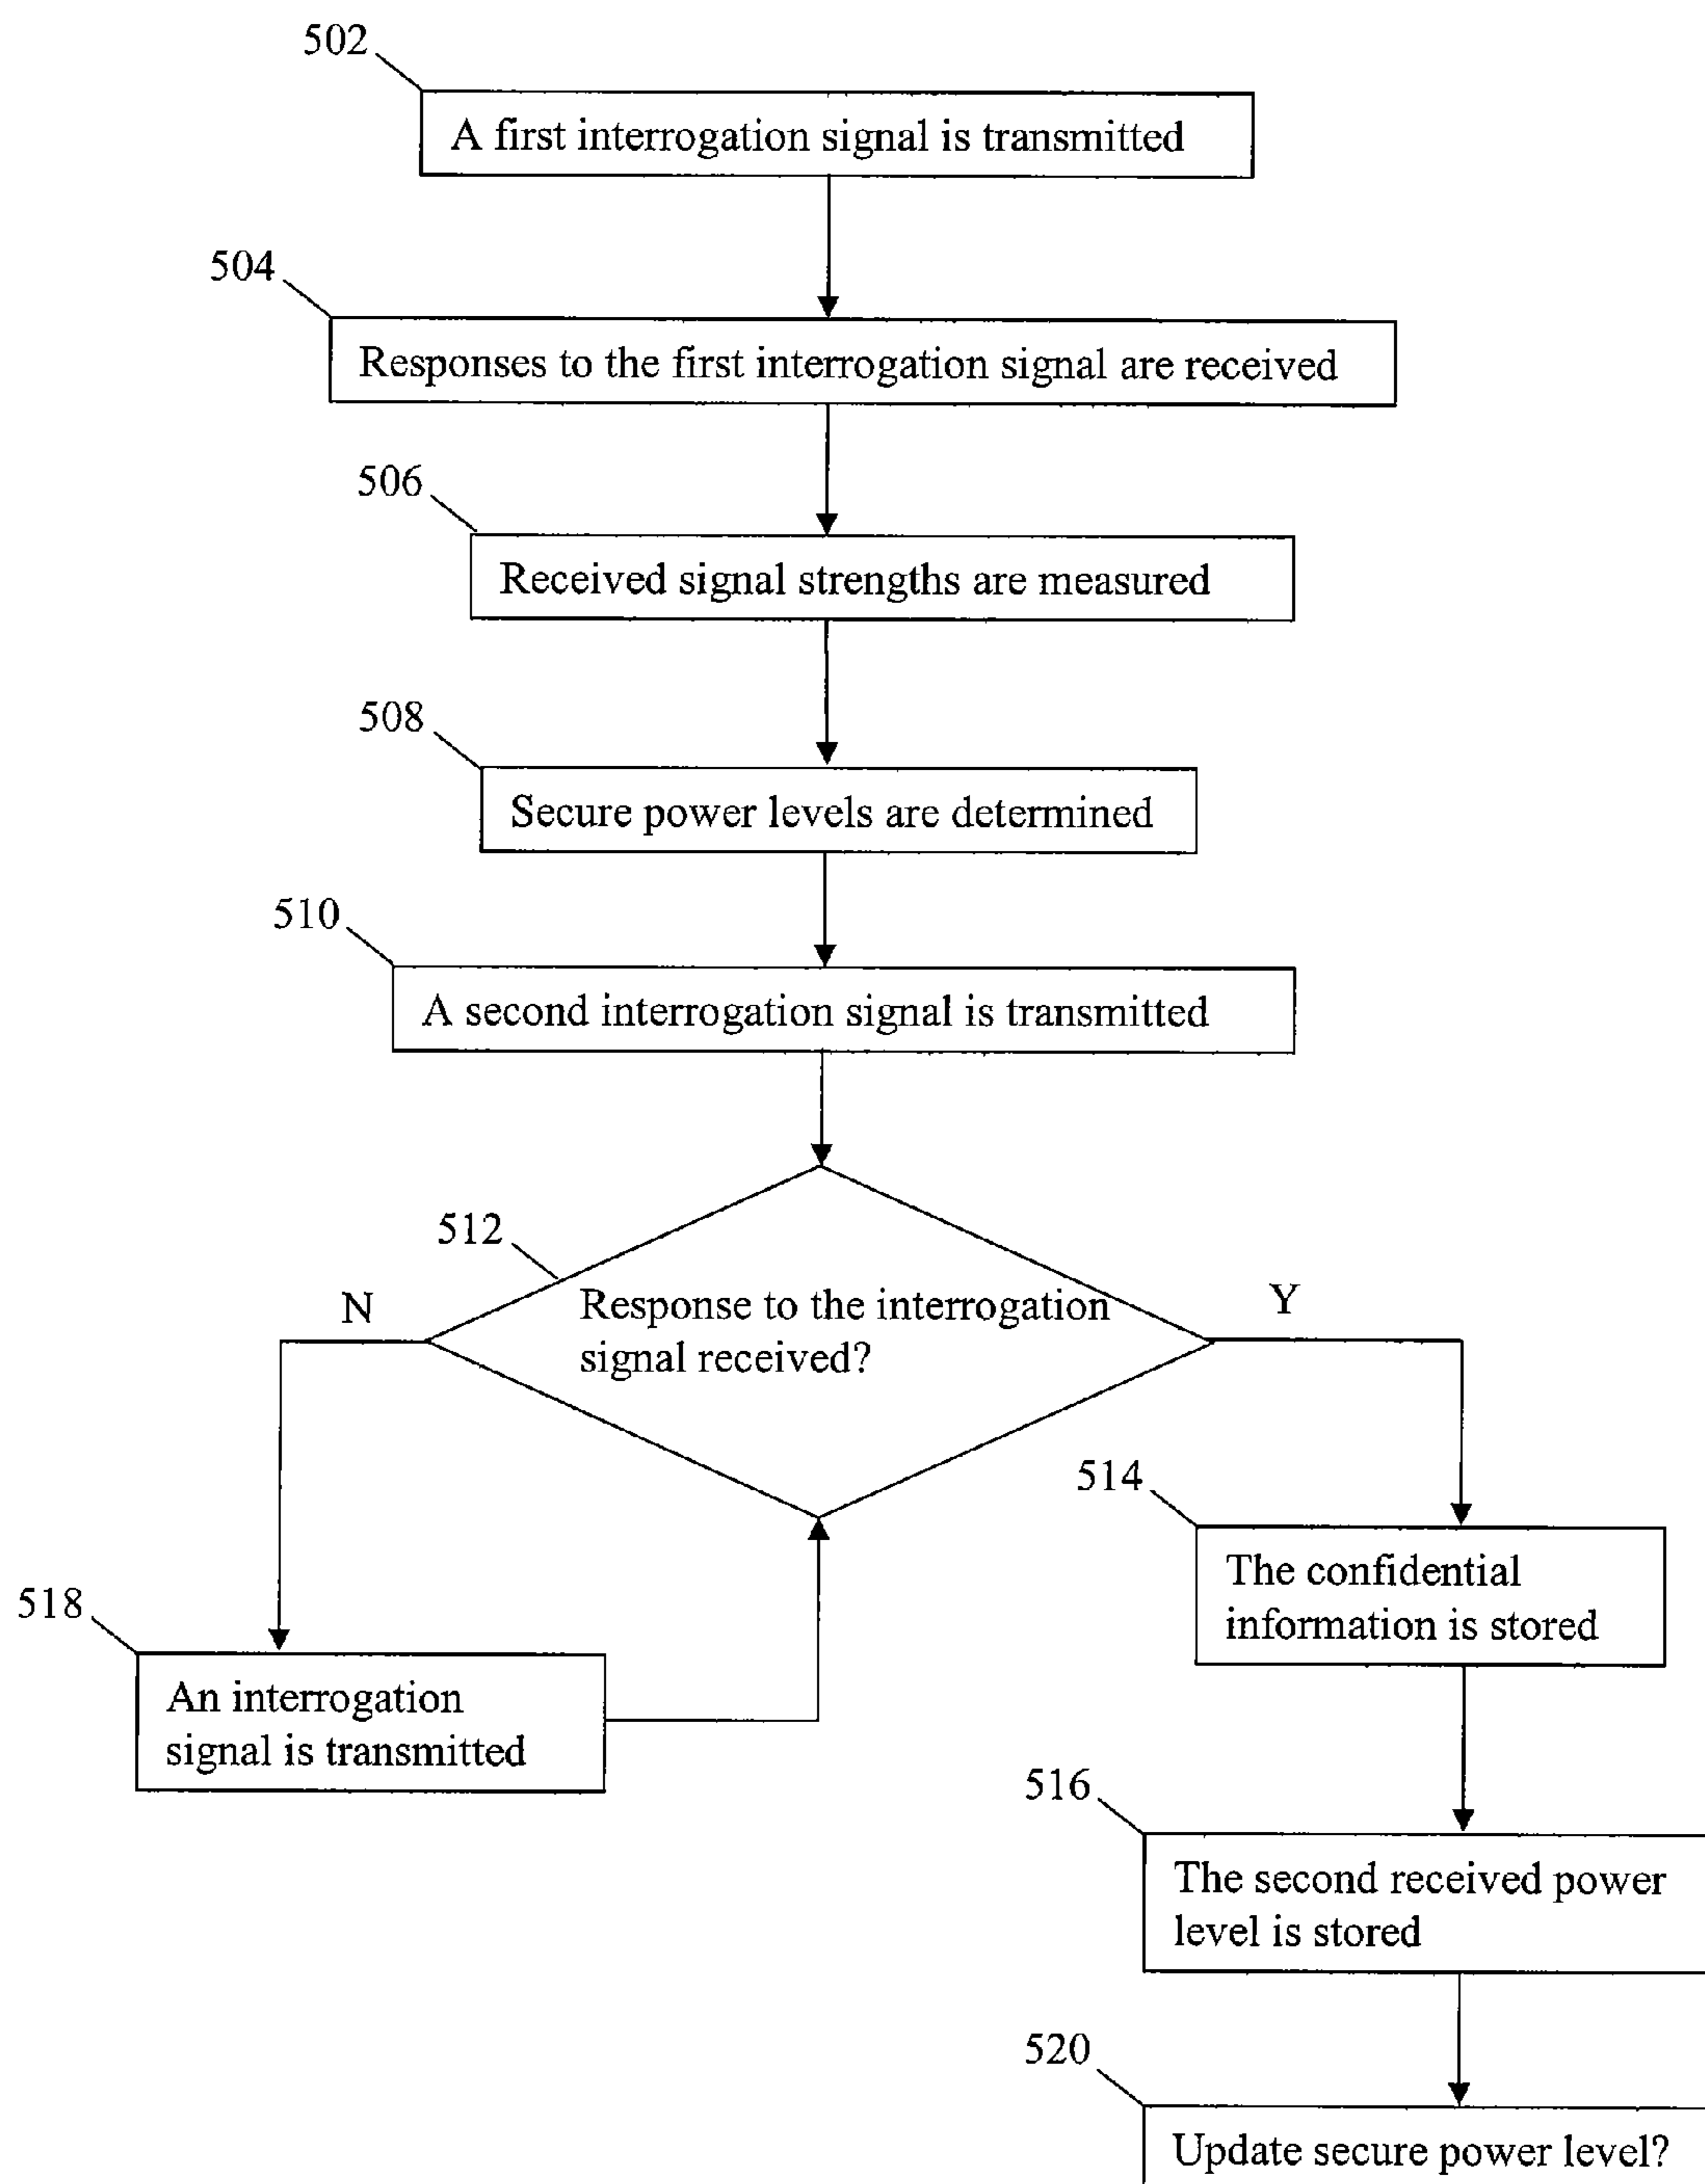 502
A first interrogation signal is transmitted
504
Responses to the first interrogation signal are received
506
Received signal strengths are measured
508
Secure power levels are determined
510
A second interrogation signal is transmitted
512
Response to the interrogation
signal received?
N
Y
514
The confidential
information is stored
518
An interrogation
signal is transmitted
516
The second received power
level is stored
520
Update secure power level?